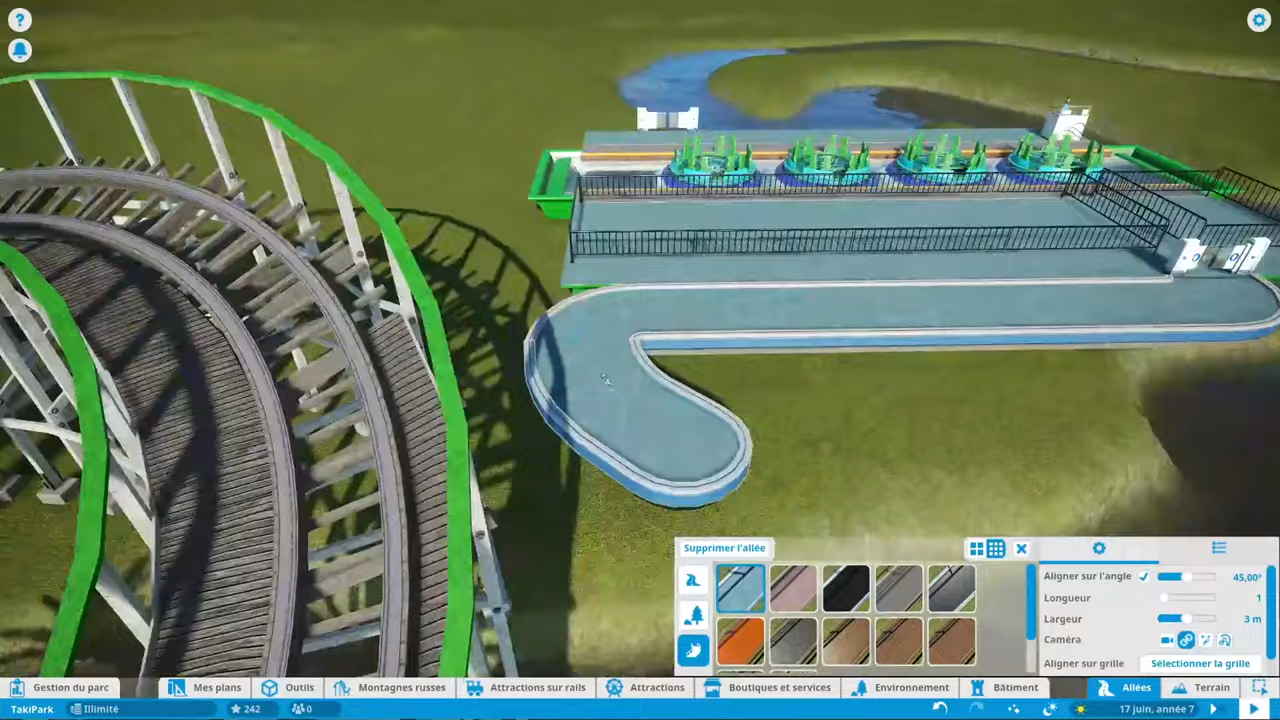 ?
Supprimer l'allée
Aligner sur l'angle 45,00°
Longueur 1
Largeur 3 m
Caméra
Aligner sur grille Sélectionner la grille
Gestion du parc Mes plans Outils Montagnes russes Attractions sur rails Attractions Boutiques et services Environnement Bâtiment Allées Terrain
TakiPark Illimité 242 0 17 juin, année 7